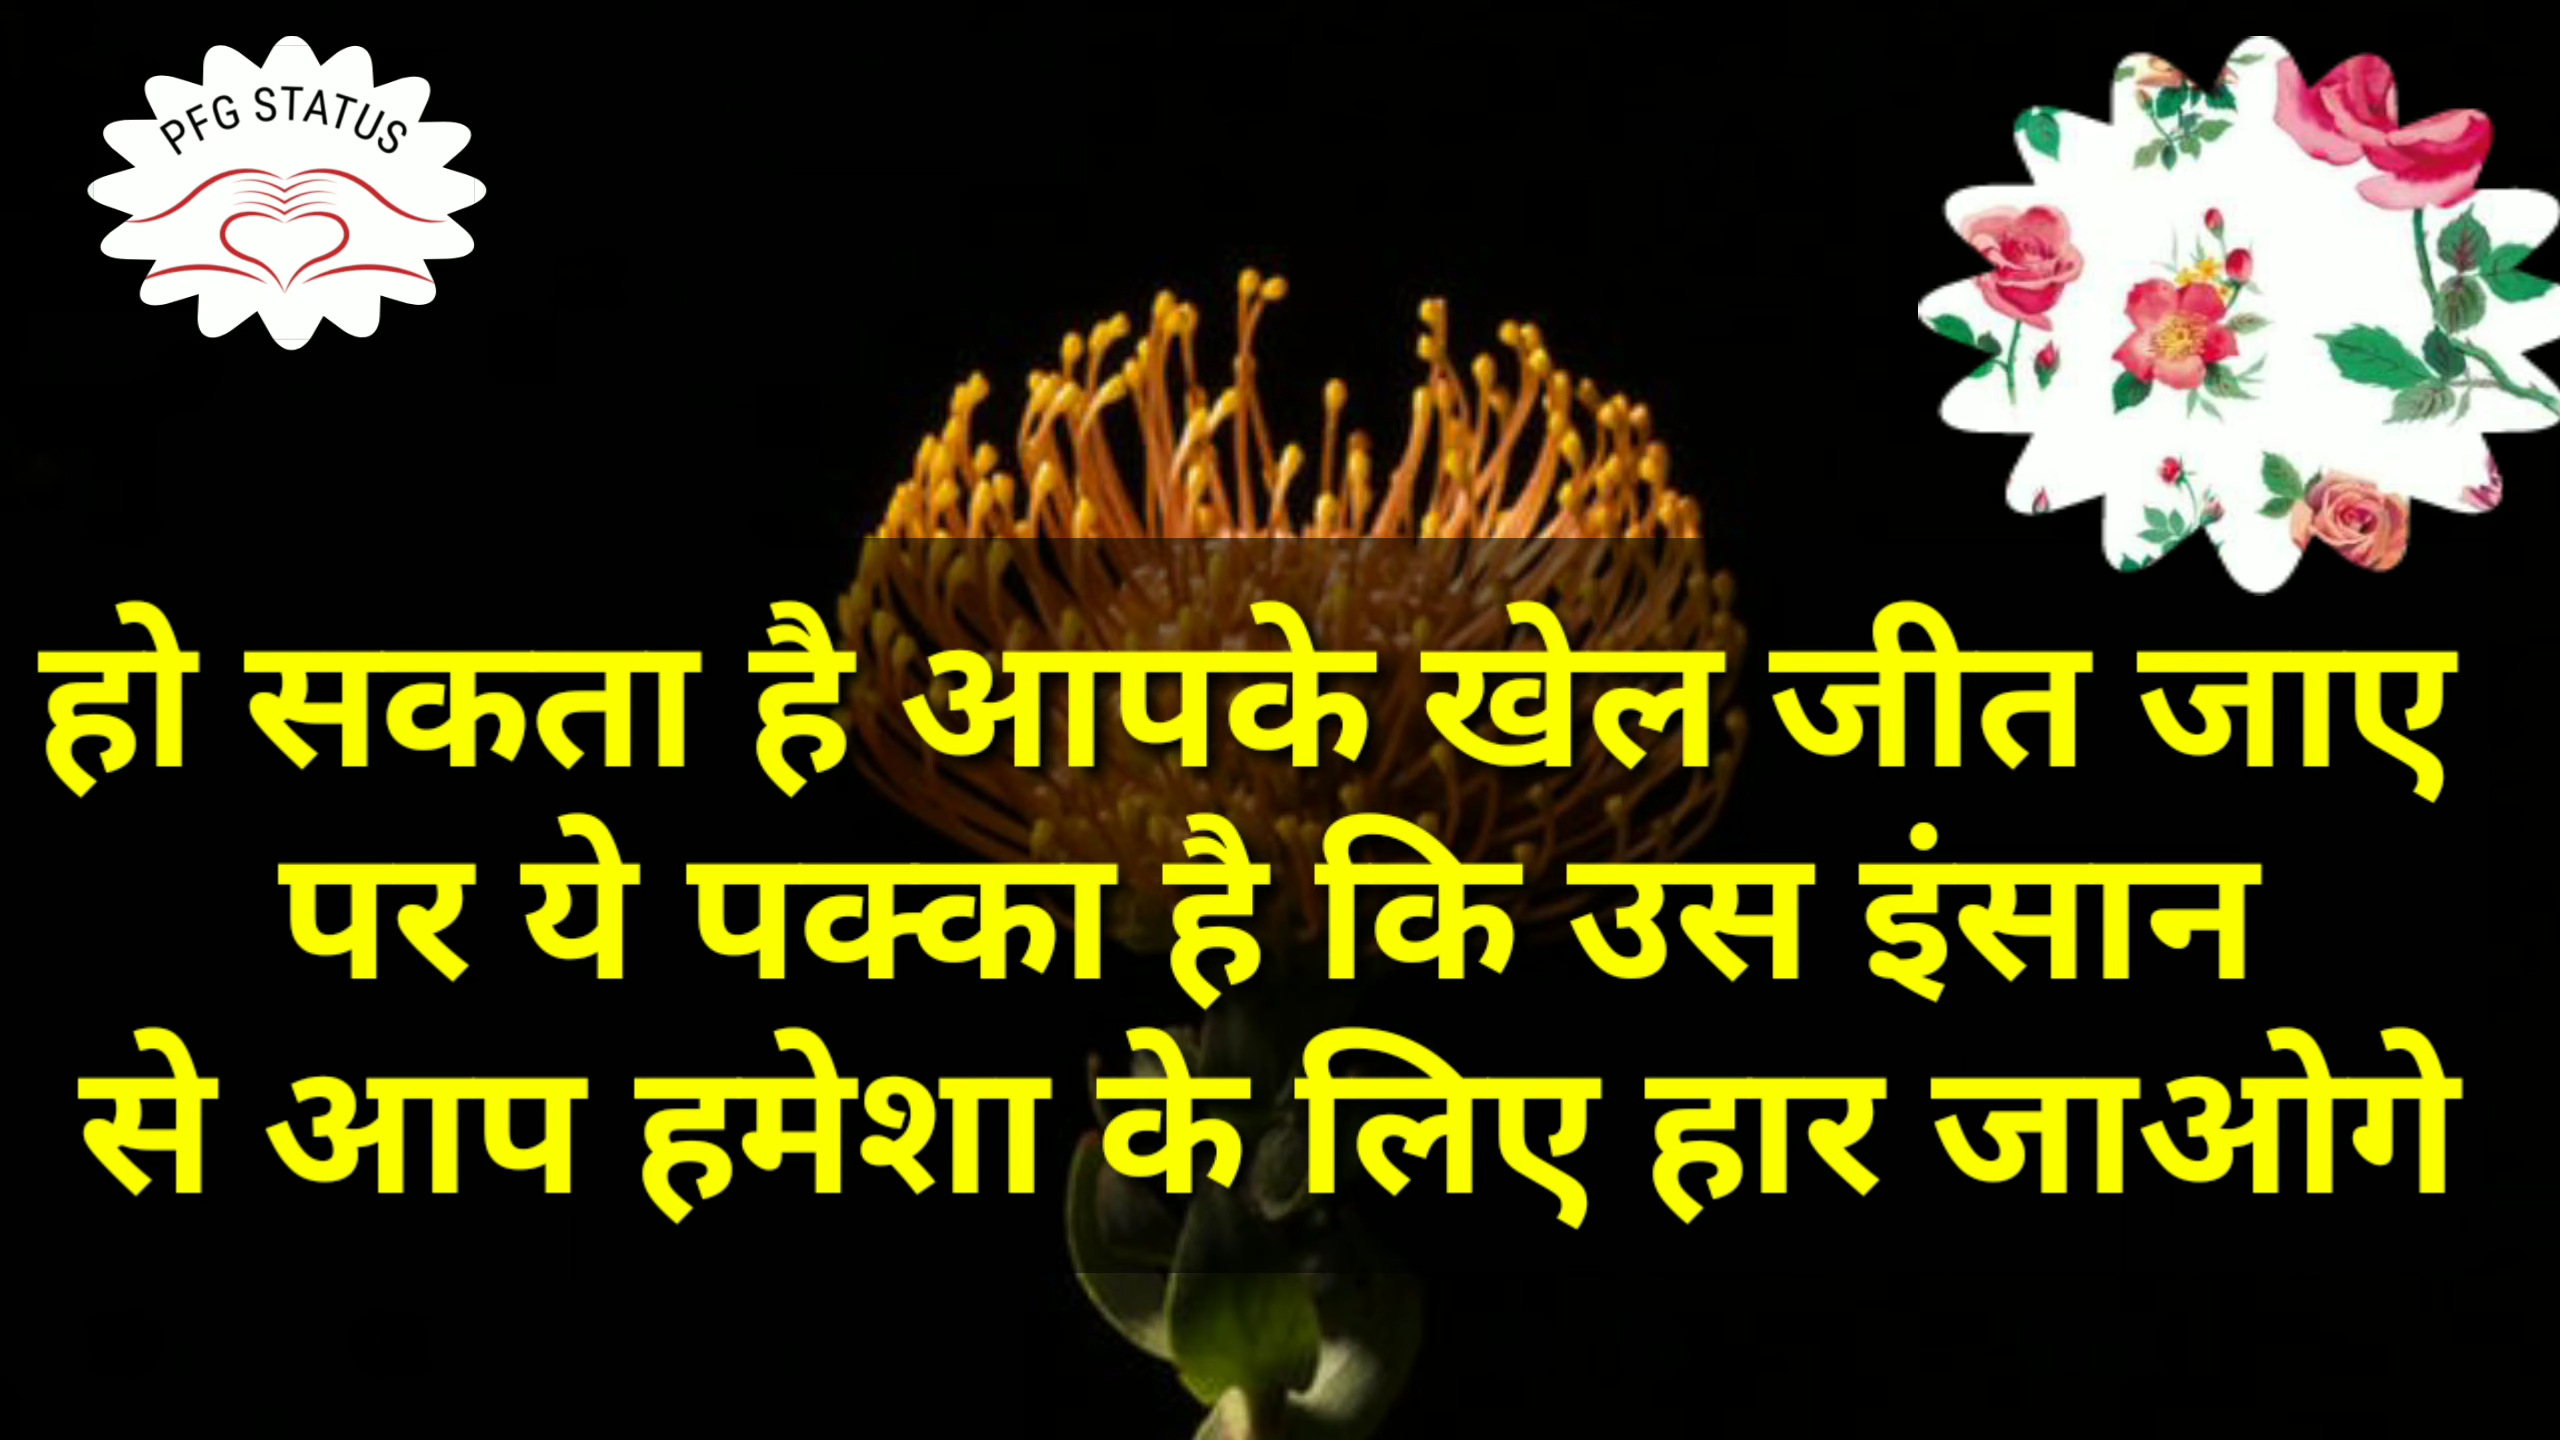 PFG STATUS
हो सकता है आपके खेल जीत जाए
पर ये पक्का है कि उस इंसान
से आप हमेशा के लिए हार जाओगे